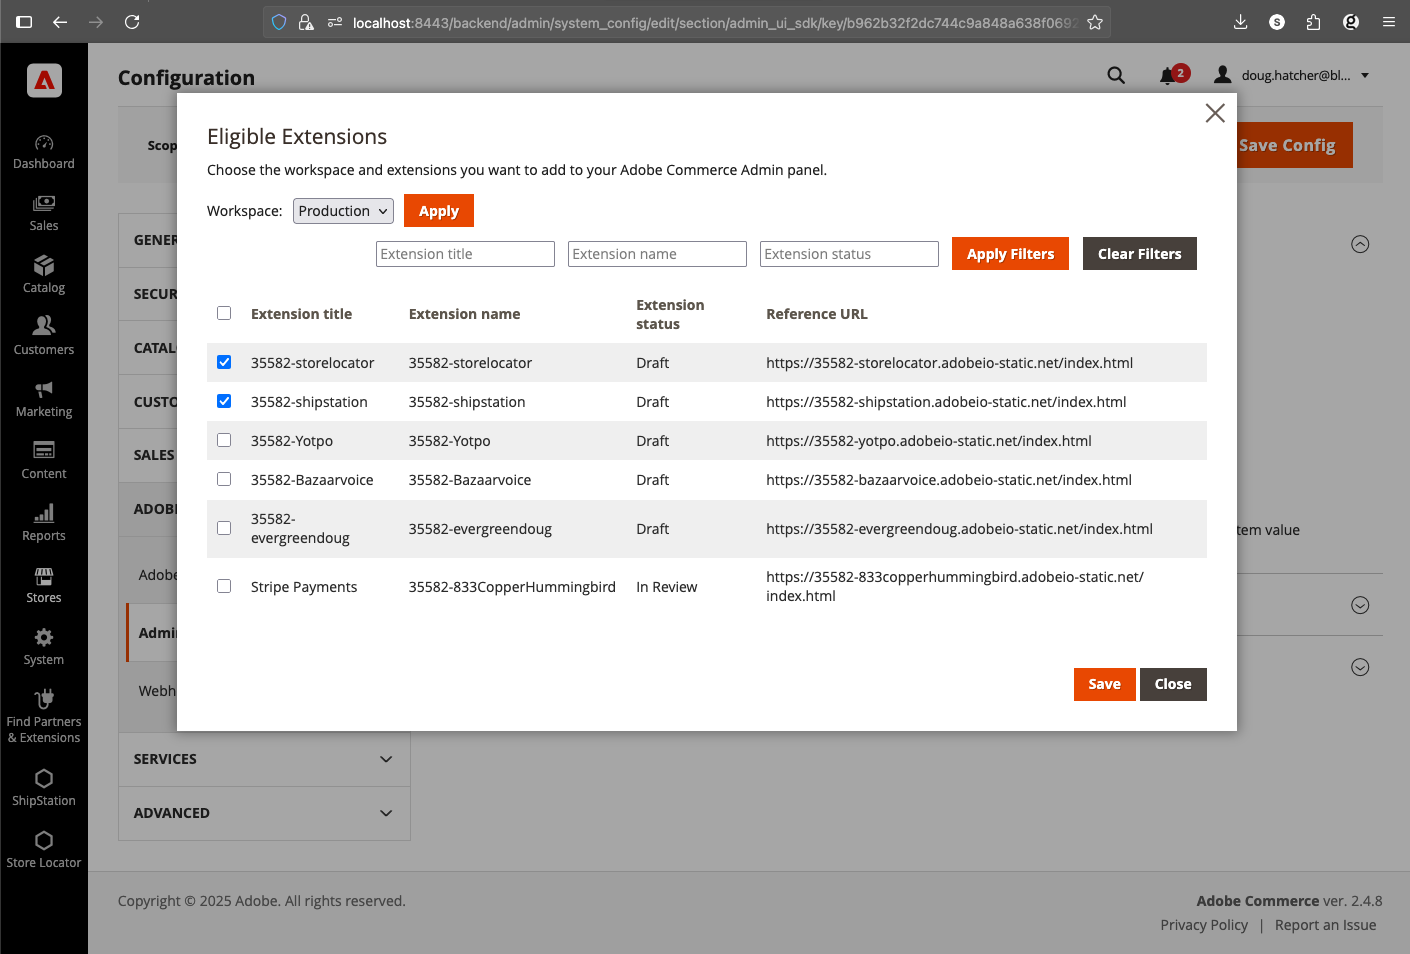 localhost:8443/backend/admin/system_config/edit/section/admin_ui_sdk/key/b962b32f2dc744c9a848a638f0692
S
Configuration
2
doug.hatcher@bl...
Dashboard
Sales
Catalog
Customers
Marketing
Content
Reports
Stores
System
Find Partners
& Extensions
ShipStation
Store Locator
Scop
Save Config
GENER
SECUR
CATAL
CUSTO
SALES
ADOB
Adobe
Admi
Webh
SERVICES
ADVANCED
tem value
Eligible Extensions
Choose the workspace and extensions you want to add to your Adobe Commerce Admin panel.
Workspace: Production Apply
Extension title Extension name Extension status Apply Filters Clear Filters
Extension title Extension name Extension status Reference URL
35582-storelocator 35582-storelocator Draft https://35582-storelocator.adobeio-static.net/index.html
35582-shipstation 35582-shipstation Draft https://35582-shipstation.adobeio-static.net/index.html
35582-Yotpo 35582-Yotpo Draft https://35582-yotpo.adobeio-static.net/index.html
35582-Bazaarvoice 35582-Bazaarvoice Draft https://35582-bazaarvoice.adobeio-static.net/index.html
35582-
evergreendoug 35582-evergreendoug Draft https://35582-evergreendoug.adobeio-static.net/index.html
Stripe Payments 35582-833CopperHummingbird In Review https://35582-833copperhummingbird.adobeio-static.net/
index.html
Save Close
Copyright © 2025 Adobe. All rights reserved.
Adobe Commerce ver. 2.4.8
Privacy Policy | Report an Issue